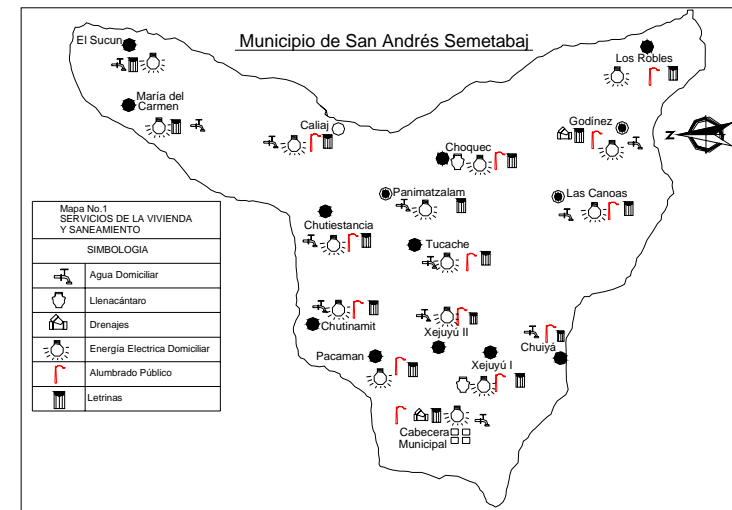 Municipio de San Andrés Semetabaj
El Sucun
Los Robles
María del
Carmen
Caliaj
Godínez
N
Choquec
Panimatzalam
Las Canoas
Mapa No.1
SERVICIOS DE LA VIVIENDA
Y SANEAMIENTO
SIMBOLOGIA
Agua Domiciliar
Llenacántaro
Drenajes
Energía Electrica Domiciliar
Alumbrado Público
Letrinas
Chutiestancia
Tucache
Chutinamit
Xejuyú II
Chuiyá
Pacaman
Xejuyú I
Cabecera
Municipal